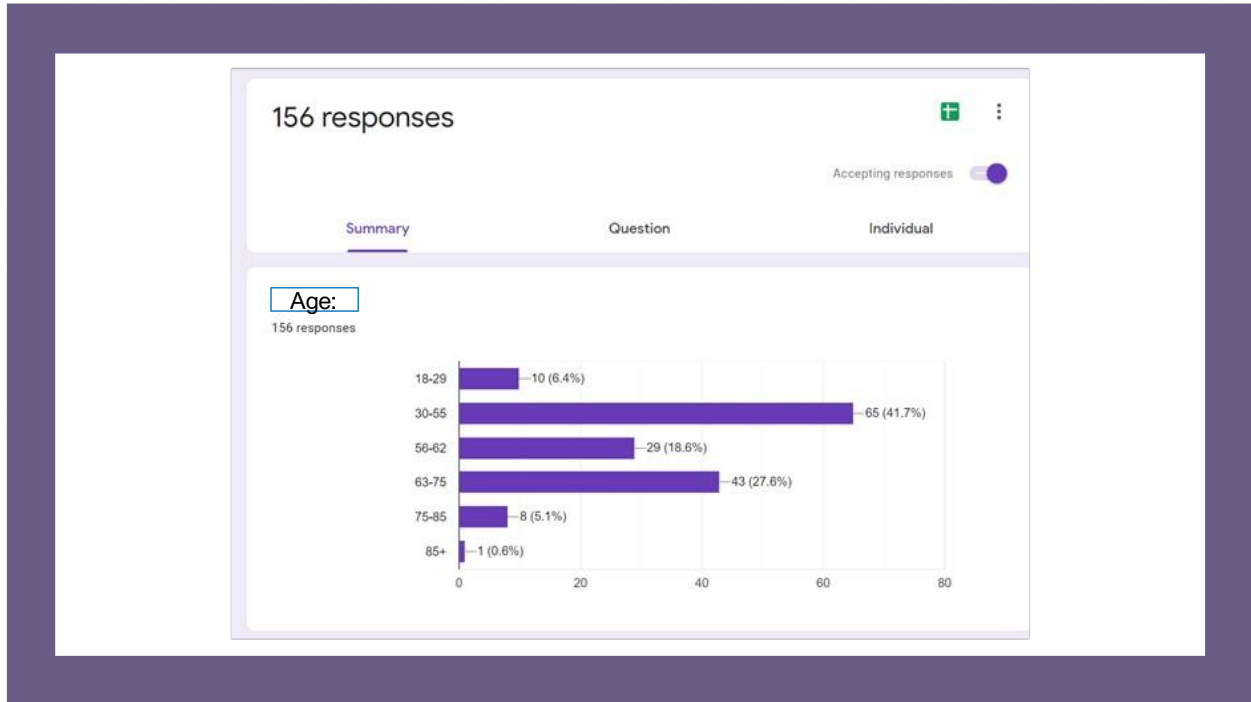 156 responses
Accepting responses
Summary Question Individual
Age:
156 responses
18-29 10 (6.4%)
30-55 65 (41.7%)
56-62 29 (18.6%)
63-75 43 (27.6%)
75-85 8 (5.1%)
85+ 1 (0.6%)
0 20 40 60 80